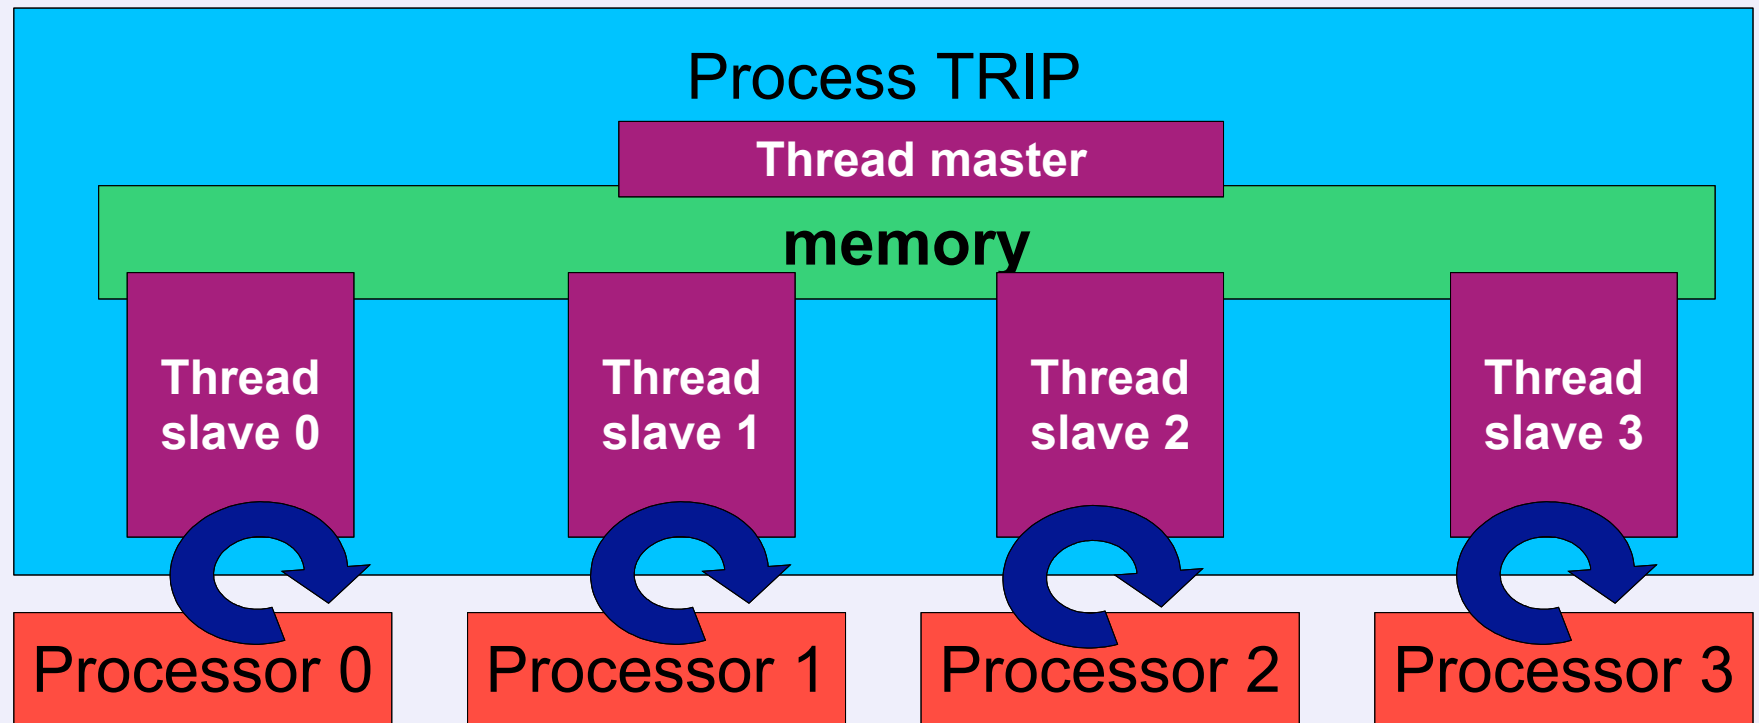 Process TRIP
Thread master
memory
Thread
slave 0
Thread
slave 1
Thread
slave 2
Thread
slave 3
Processor 0
Processor 1
Processor 2
Processor 3